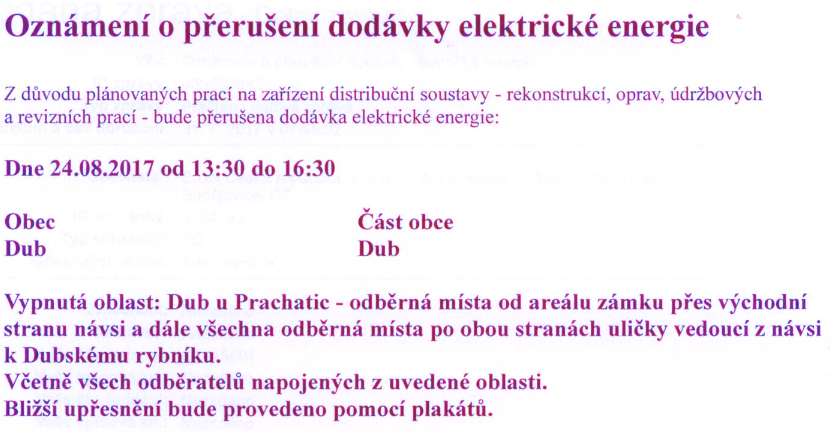 Oznámení o přerušení dodávky elektrické energie
Z důvodu plánovaných prací na zařízení distribuční soustavy - rekonstrukcí, oprav, údržbových
a revizních prací - bude přerušena dodávka elektrické energie:
Dne 24.08.2017 od 13:30 do 16:30
Obec Část obce
Dub Dub
Vypnutá oblast: Dub u Prachatic - odběrná místa od areálu zámku přes východní
stranu návsi a dále všechna odběrná místa po obou stranách uličky vedoucí z návsi
k Dubskému rybníku.
Včetně všech odběratelů napojených z uvedené oblasti.
Bližší upřesnění bude provedeno pomocí plakátů.